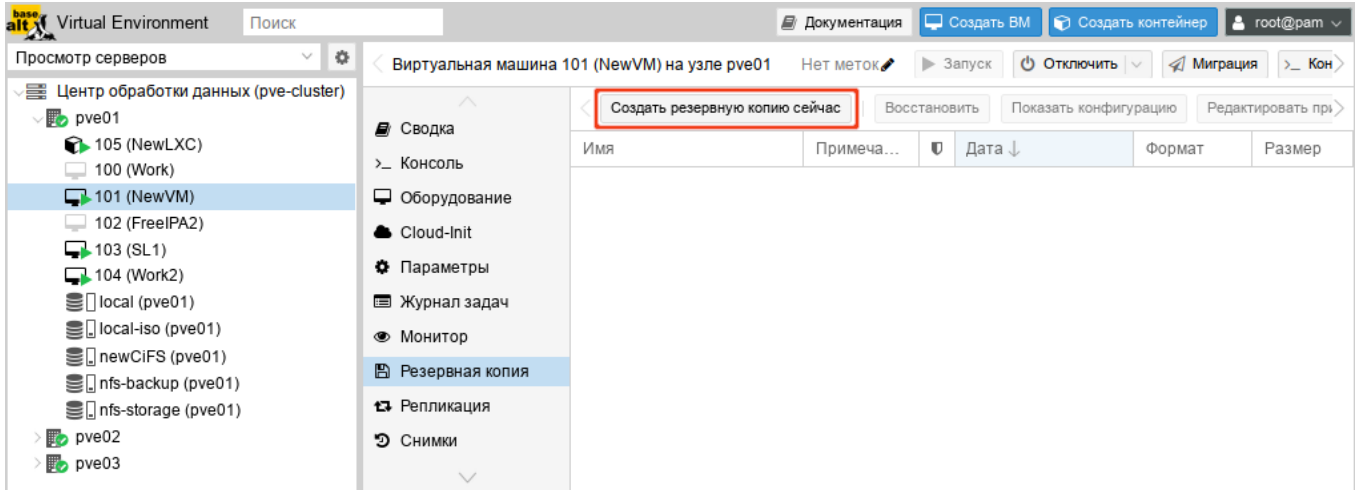 base alt Virtual Environment Поиск Документация Создать ВМ Создать контейнер root@pam
Просмотр серверов
Виртуальная машина 101 (NewVM) на узле pve01 Нет меток Запуск Отключить Миграция >_ Кон
Центр обработки данных (pve-cluster)
pve01
105 (NewLXC)
100 (Work)
101 (NewVM)
102 (FreeIPA2)
103 (SL1)
104 (Work2)
local (pve01)
local-iso (pve01)
newCiFS (pve01)
nfs-backup (pve01)
nfs-storage (pve01)
pve02
pve03
Сводка
>_ Консоль
Оборудование
Cloud-Init
Параметры
Журнал задач
Монитор
Резервная копия
Репликация
Снимки
Создать резервную копию сейчас Восстановить Показать конфигурацию Редактировать при
Имя Примеча... Дата ↓ Формат Размер